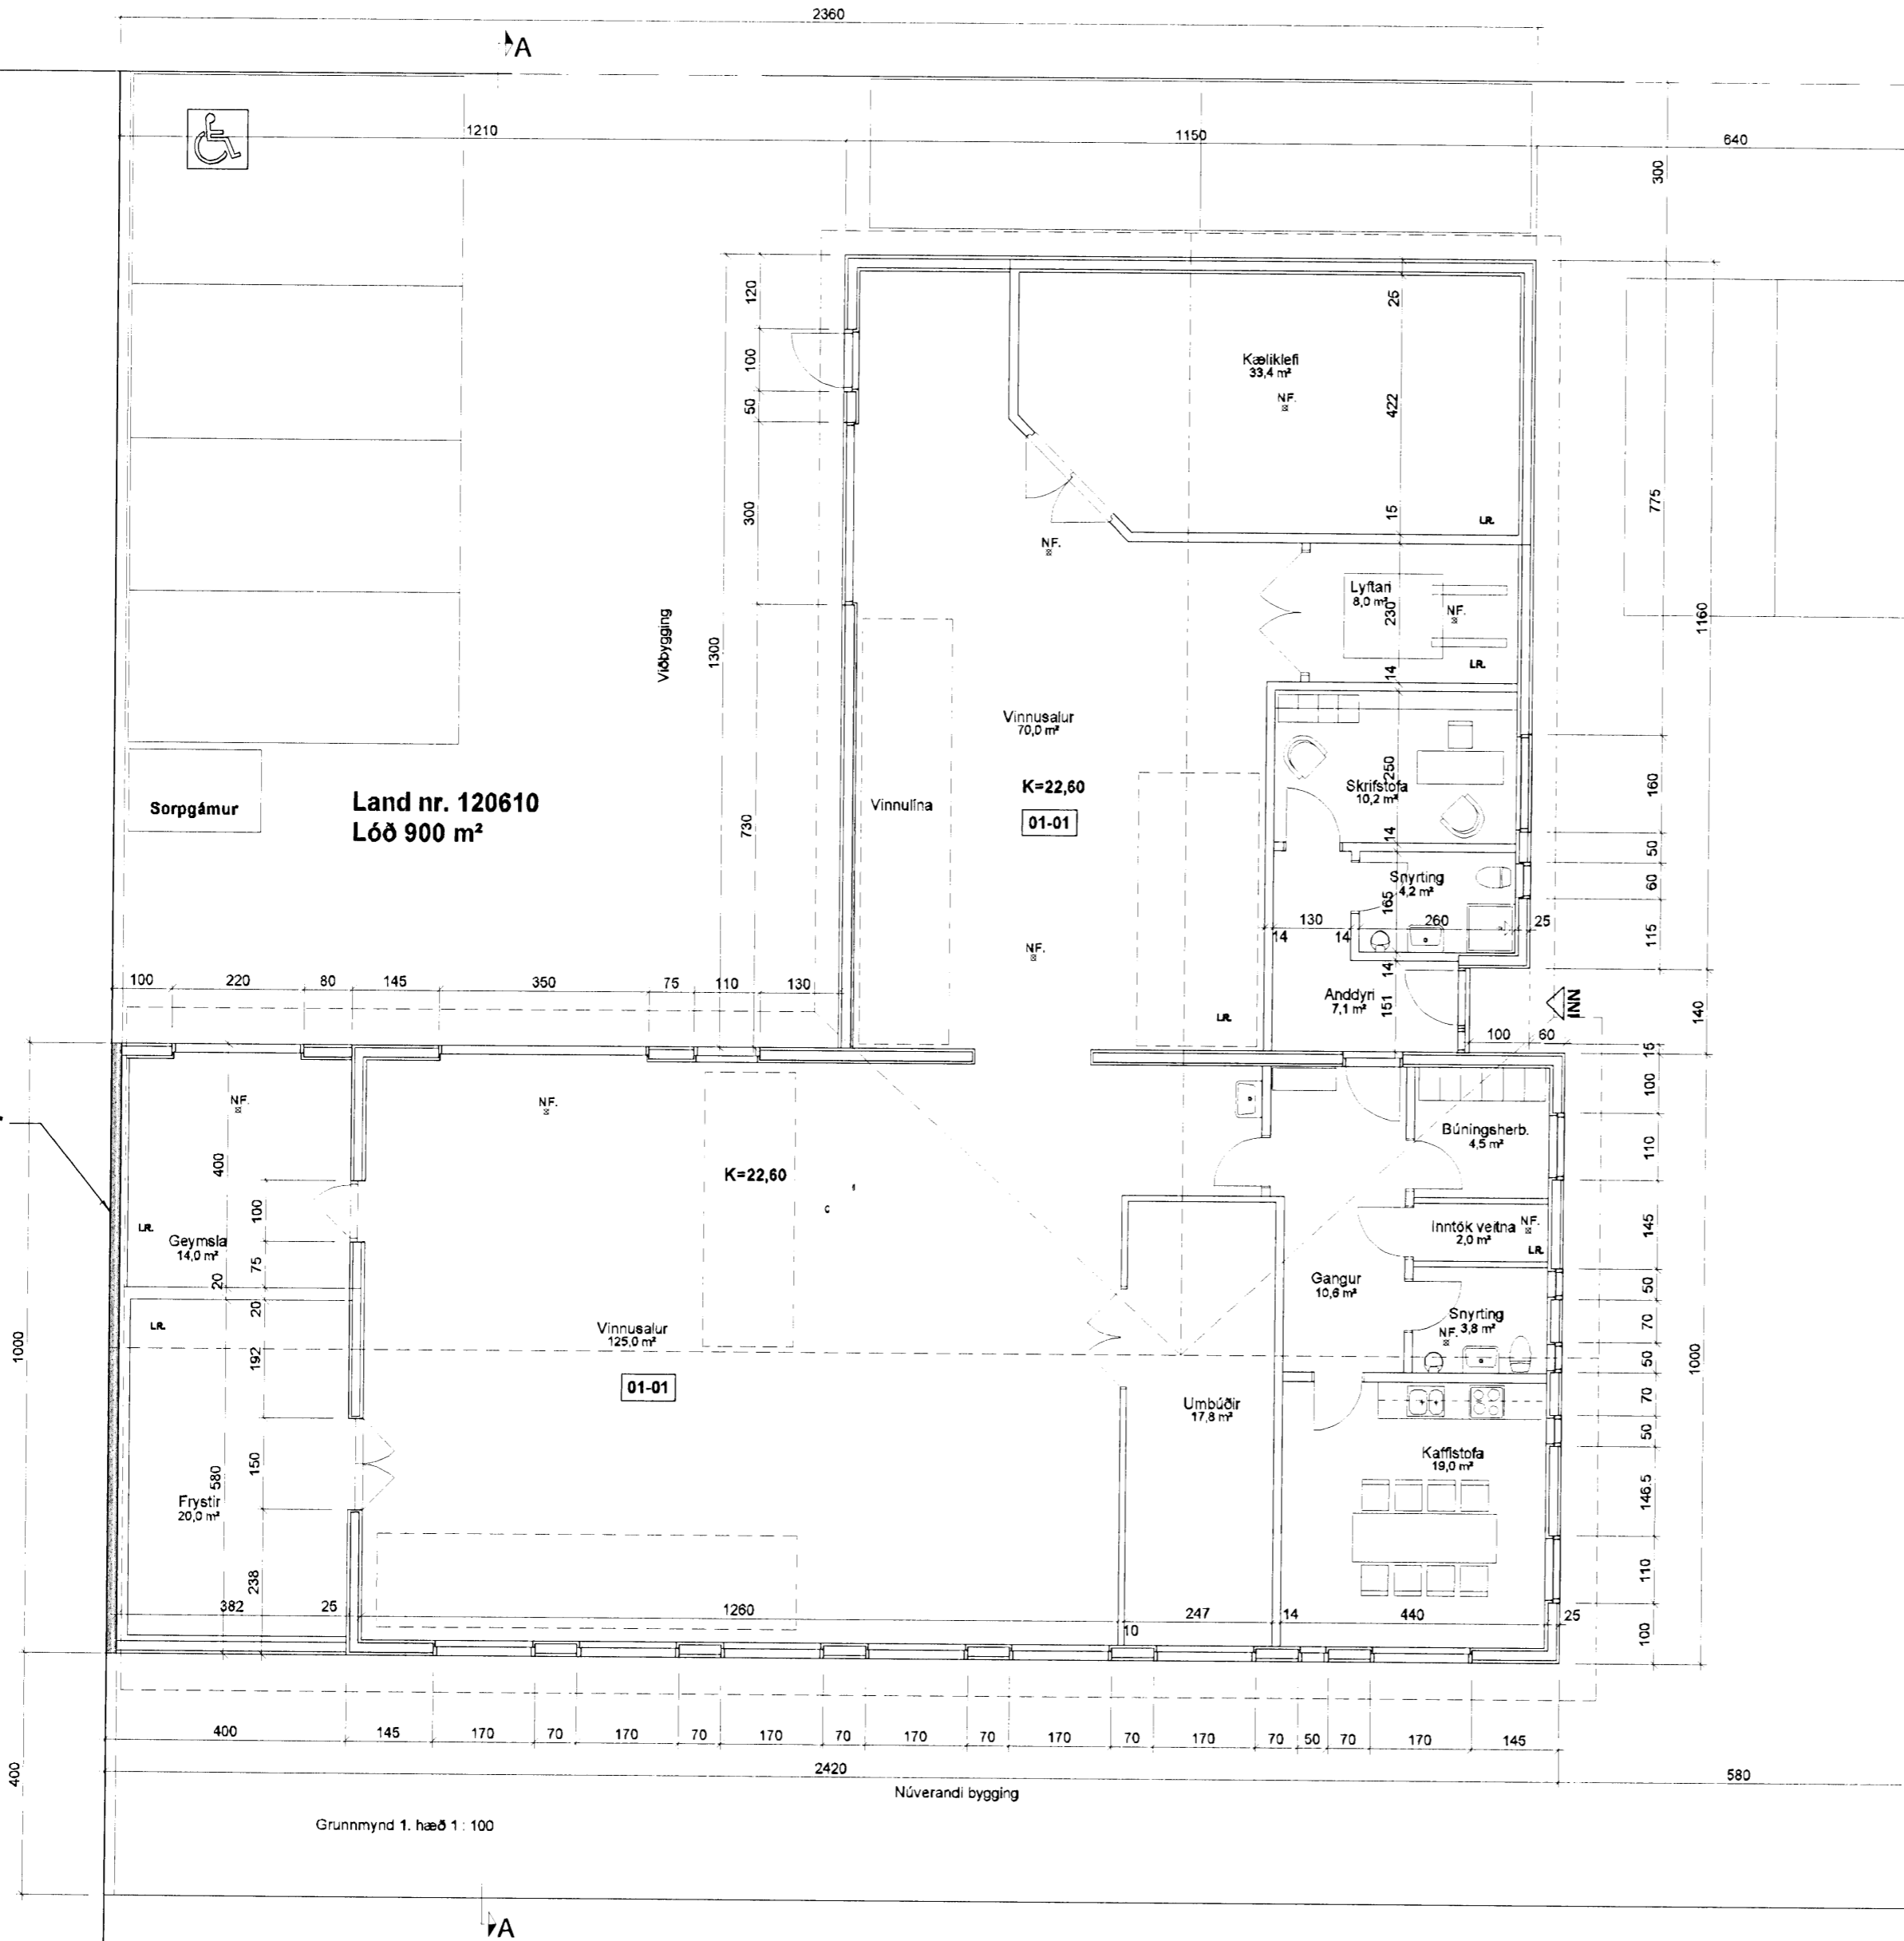 2360
A
1210
1150
640
300
120
26
100
Kæliklefi
33,4 m²
NF.
50
422
300
15
775
LR.
NF.
Lyftari
8,0 m²
230
NF.
1160
Viðbygging
1300
14
LR.
Vinnusalur
70,0 m²
250
Skrifstofa
10,2 m²
160
K=22,60
01-01
Vinnulína
Sorpgámur
Land nr. 120610
Lóð 900 m²
730
14
50
Snyrting
4,2 m²
60
165
130
260
25
14
14
115
NF.
14
100
220
80
145
350
75
110
130
Anddyri
7,1 m²
151
INN
LR.
140
100
60
15
NF.
NF.
100
Búningsherb.
4,5 m²
110
400
K=22,60
100
LR.
Geymsla
14,0 m²
Inntök veitna
2,0 m²
NF.
LR.
145
75
20
Gangur
10,6 m²
50
20
LR.
Snyrting
3,8 m²
NF.
70
1000
Vinnusalur
125,0 m²
192
50
1000
01-01
Umbúðir
17,8 m²
70
50
Kaffistofa
19,0 m²
150
580
Frystir
20,0 m²
146.5
238
110
382
25
1260
247
14
440
25
10
100
400
145
170
70
170
70
170
70
170
70
170
70
170
70
50
70
170
145
400
2420
580
Núverandi bygging
Grunnmynd 1. hæð 1 : 100
A